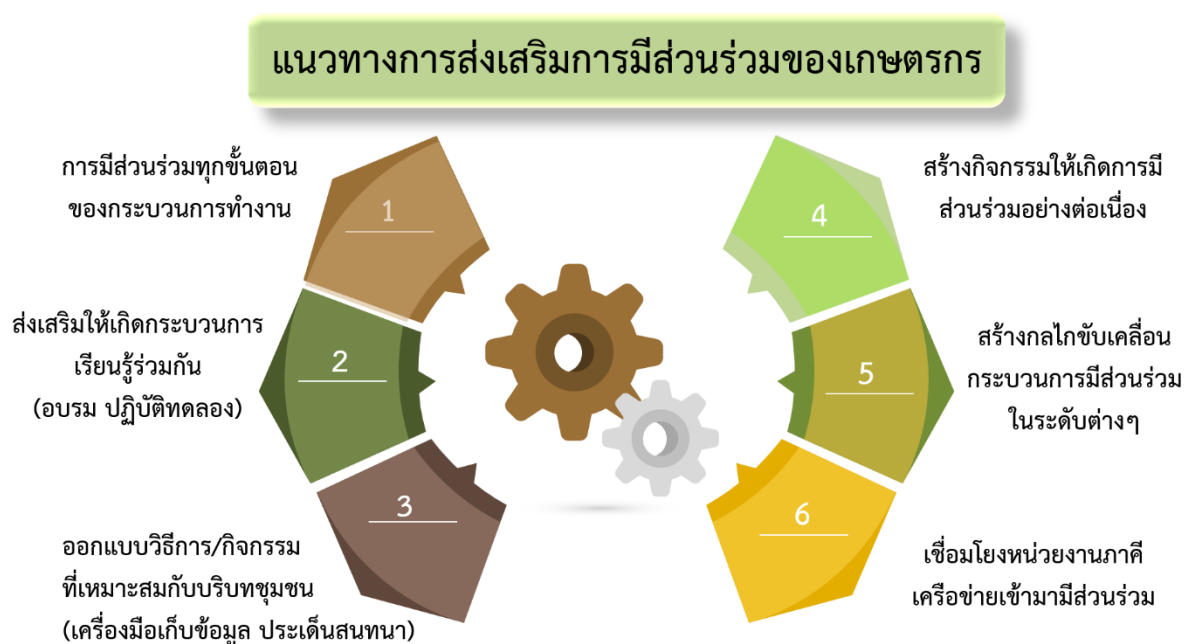 แนวทางการส่งเสริมการมีส่วนร่วมของเกษตรกร
การมีส่วนร่วมทุกขั้นตอน
ของกระบวนการทำงาน
1
ส่งเสริมให้เกิดกระบวนการ
เรียนรู้ร่วมกัน
(อบรม ปฏิบัติทดลอง)
2
ออกแบบวิธีการ/กิจกรรม
ที่เหมาะสมกับบริบทชุมชน
(เครื่องมือเก็บข้อมูล ประเด็นสนทนา)
3
4
สร้างกิจกรรมให้เกิดการมี
ส่วนร่วมอย่างต่อเนื่อง
5
สร้างกลไกขับเคลื่อน
กระบวนการมีส่วนร่วม
ในระดับต่างๆ
6
เชื่อมโยงหน่วยงานภาคี
เครือข่ายเข้ามามีส่วนร่วม